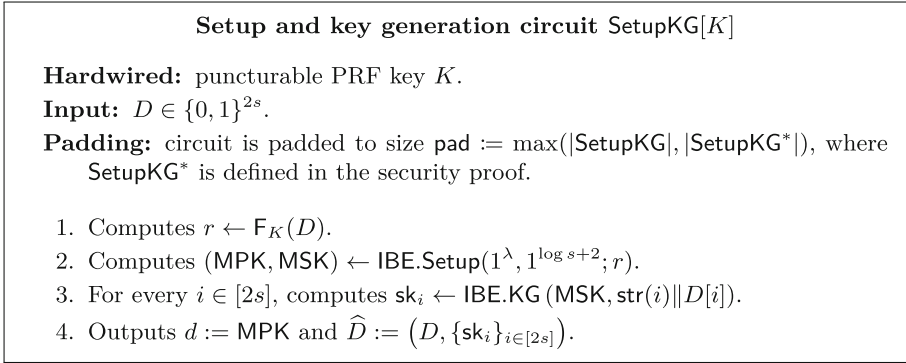 Setup and key generation circuit SetupKG[K]
Hardwired: puncturable PRF key K.
Input: D ∈ {0, 1}^{2s}.
Padding: circuit is padded to size pad := max(|SetupKG|, |SetupKG*|), where
SetupKG* is defined in the security proof.
1. Computes r ← F_K(D).
2. Computes (MPK, MSK) ← IBE.Setup(1^λ, 1^{log s+2}; r).
3. For every i ∈ [2s], computes sk_i ← IBE.KG (MSK, str(i)‖D[i]).
4. Outputs d := MPK and D̂ := (D, {sk_i}_{i∈[2s]}).